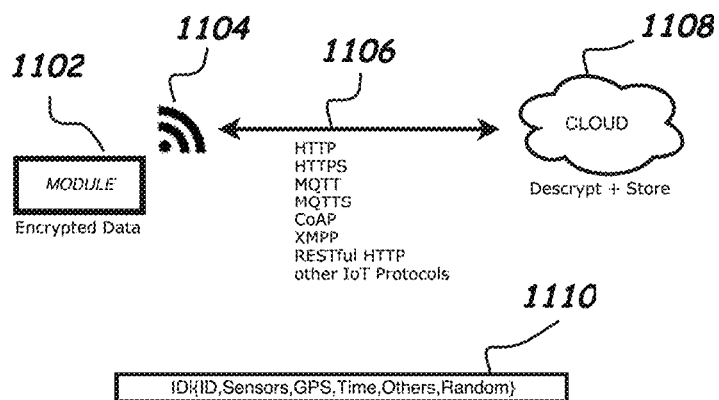 1104
1106
1108
1102
CLOUD
MODULE
Encrypted Data
Descrypt + Store
HTTP
HTTPS
MQTT
MQTTS
CoAP
XMPP
RESTful HTTP
other IoT Protocols
1110
ID|{ID,Sensors,GPS,Time,Others,Random}